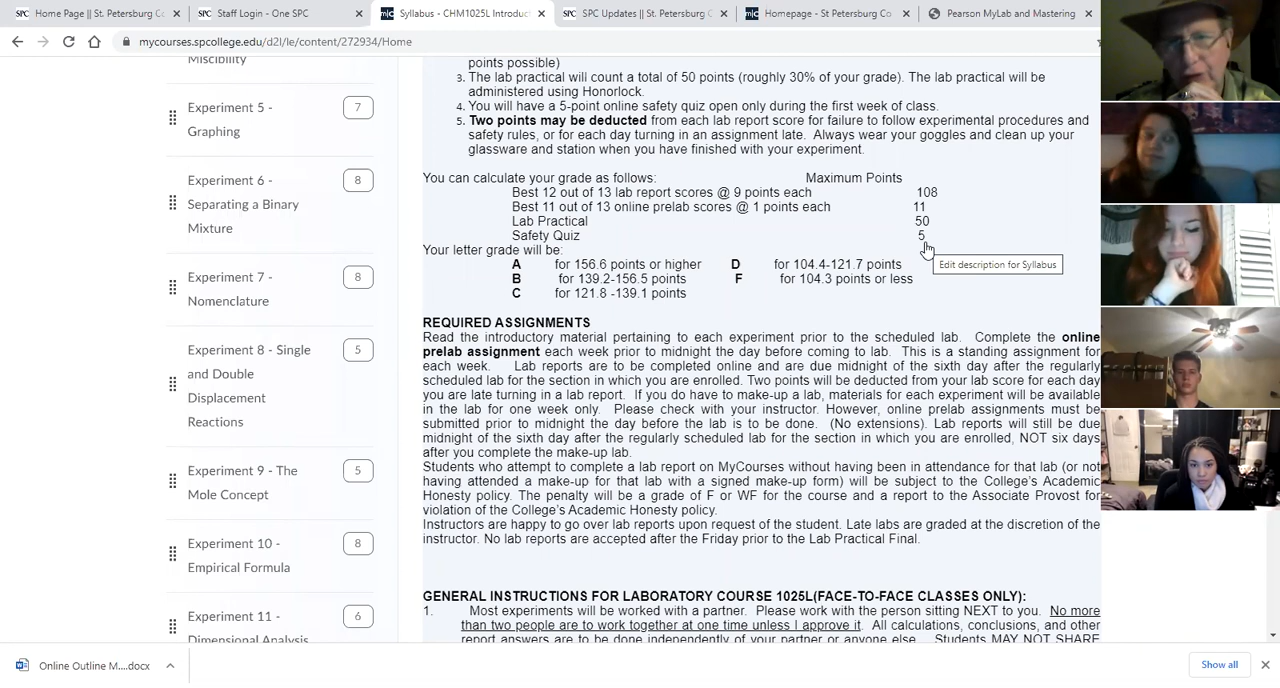 Home Page || St. Petersburg Co
Staff Login - One SPC
Syllabus - CHM1025L Introduct
SPC Updates || St. Petersburg C
Homepage - St Petersburg Co
Pearson MyLab and Mastering
mycourses.spcollege.edu/d2l/le/content/272934/Home
Miscibility
Experiment 5 - Graphing
7
Experiment 6 - Separating a Binary Mixture
8
Experiment 7 - Nomenclature
8
Experiment 8 - Single and Double Displacement Reactions
5
Experiment 9 - The Mole Concept
5
Experiment 10 - Empirical Formula
8
Experiment 11 - Dimensional Analysis
6
points possible)
3. The lab practical will count a total of 50 points (roughly 30% of your grade). The lab practical will be
administered using Honorlock.
4. You will have a 5-point online safety quiz open only during the first week of class.
5. Two points may be deducted from each lab report score for failure to follow experimental procedures and
safety rules, or for each day turning in an assignment late. Always wear your goggles and clean up your
glassware and station when you have finished with your experiment.
You can calculate your grade as follows: Maximum Points
Best 12 out of 13 lab report scores @ 9 points each 108
Best 11 out of 13 online prelab scores @ 1 points each 11
Lab Practical 50
Safety Quiz 5
Your letter grade will be:
A for 156.6 points or higher D for 104.4-121.7 points
B for 139.2-156.5 points F for 104.3 points or less
C for 121.8 -139.1 points
Edit description for Syllabus
REQUIRED ASSIGNMENTS
Read the introductory material pertaining to each experiment prior to the scheduled lab. Complete the online
prelab assignment each week prior to midnight the day before coming to lab. This is a standing assignment for
each week. Lab reports are to be completed online and are due midnight of the sixth day after the regularly
scheduled lab for the section in which you are enrolled. Two points will be deducted from your lab score for each day
you are late turning in a lab report. If you do have to make-up a lab, materials for each experiment will be available
in the lab for one week only. Please check with your instructor. However, online prelab assignments must be
submitted prior to midnight the day before the lab is to be done. (No extensions). Lab reports will still be due
midnight of the sixth day after the regularly scheduled lab for the section in which you are enrolled, NOT six days
after you complete the make-up lab.
Students who attempt to complete a lab report on MyCourses without having been in attendance for that lab (or not
having attended a make-up for that lab with a signed make-up form) will be subject to the College's Academic
Honesty policy. The penalty will be a grade of F or WF for the course and a report to the Associate Provost for
violation of the College's Academic Honesty policy.
Instructors are happy to go over lab reports upon request of the student. Late labs are graded at the discretion of the
instructor. No lab reports are accepted after the Friday prior to the Lab Practical Final.
GENERAL INSTRUCTIONS FOR LABORATORY COURSE 1025L(FACE-TO-FACE CLASSES ONLY):
1. Most experiments will be worked with a partner. Please work with the person sitting NEXT to you. No more
than two people are to work together at one time unless I approve it. All calculations, conclusions, and other
report answers are to be done independently of your partner or anyone else. Students MAY NOT SHARE
Online Outline M....docx
Show all